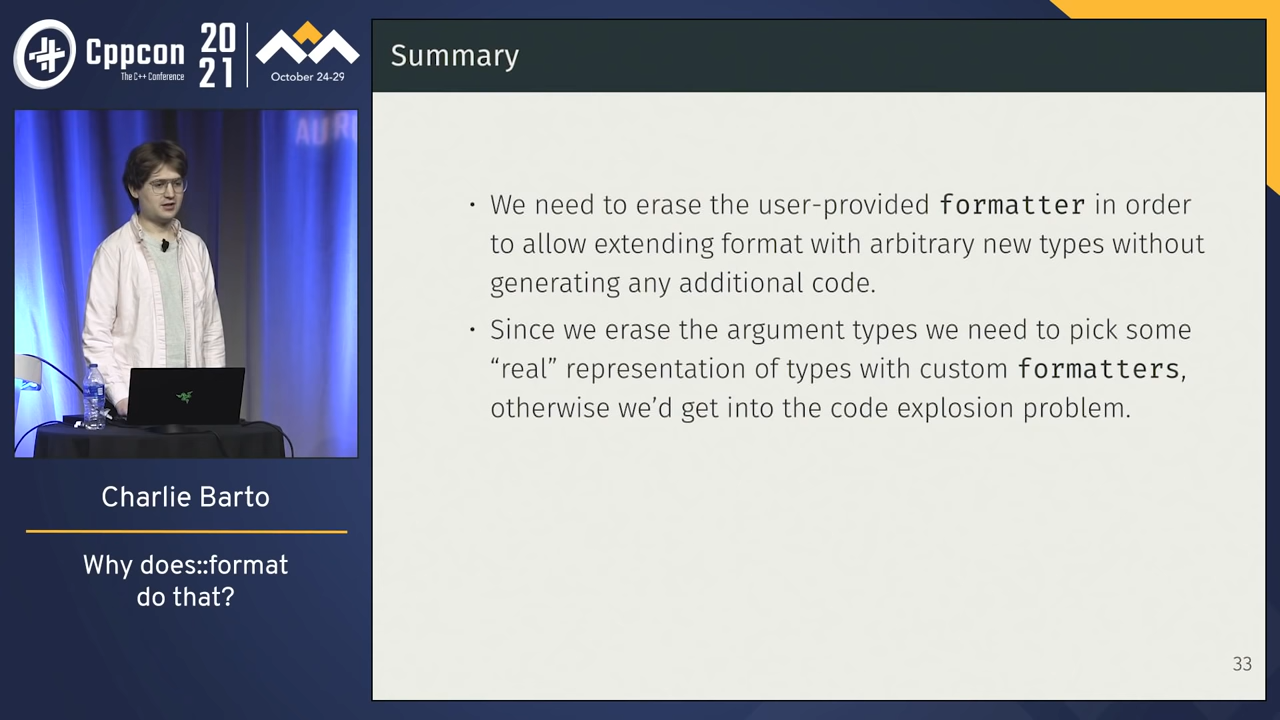 Cppcon
The C++ Conference
20
21
October 24-29
Summary
• We need to erase the user-provided formatter in order
to allow extending format with arbitrary new types without
generating any additional code.
• Since we erase the argument types we need to pick some
“real” representation of types with custom formatters,
otherwise we’d get into the code explosion problem.
Charlie Barto
Why does::format
do that?
33